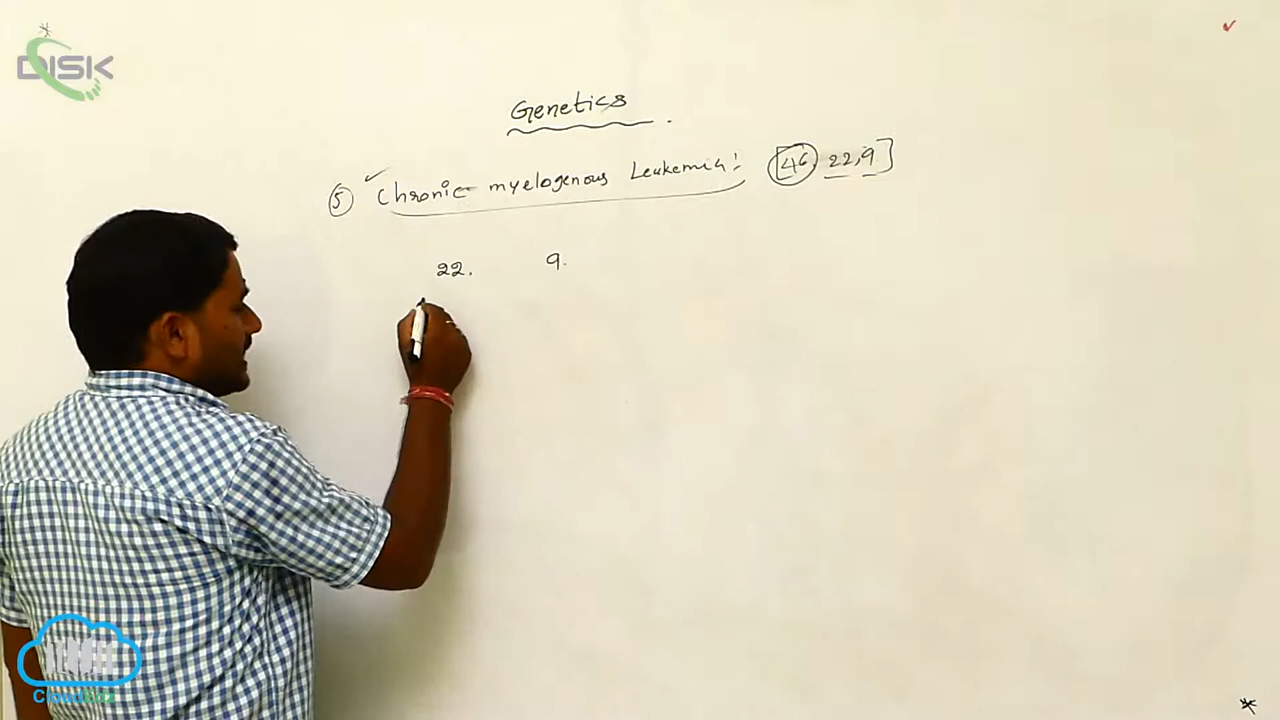 DISK
Genetics
⑤ ✓ Chronic myelogenous Leukemia:- [46, 22,9]
22. 9.